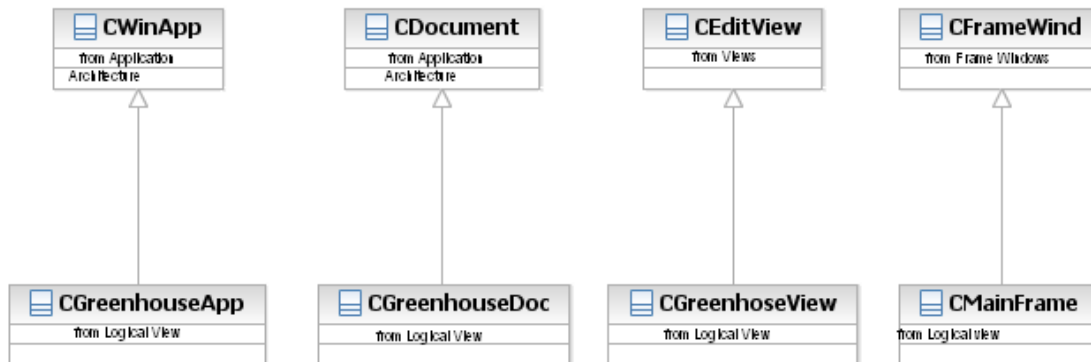 CWinApp
from Application
Architecture
CDocument
from Application
Architecture
CEditView
from Views
CFrameWind
from Frame Windows
CGreenhouseApp
from Logical View
CGreenhouseDoc
from Logical View
CGreenhoseView
from Logical View
CMainFrame
from Logical view